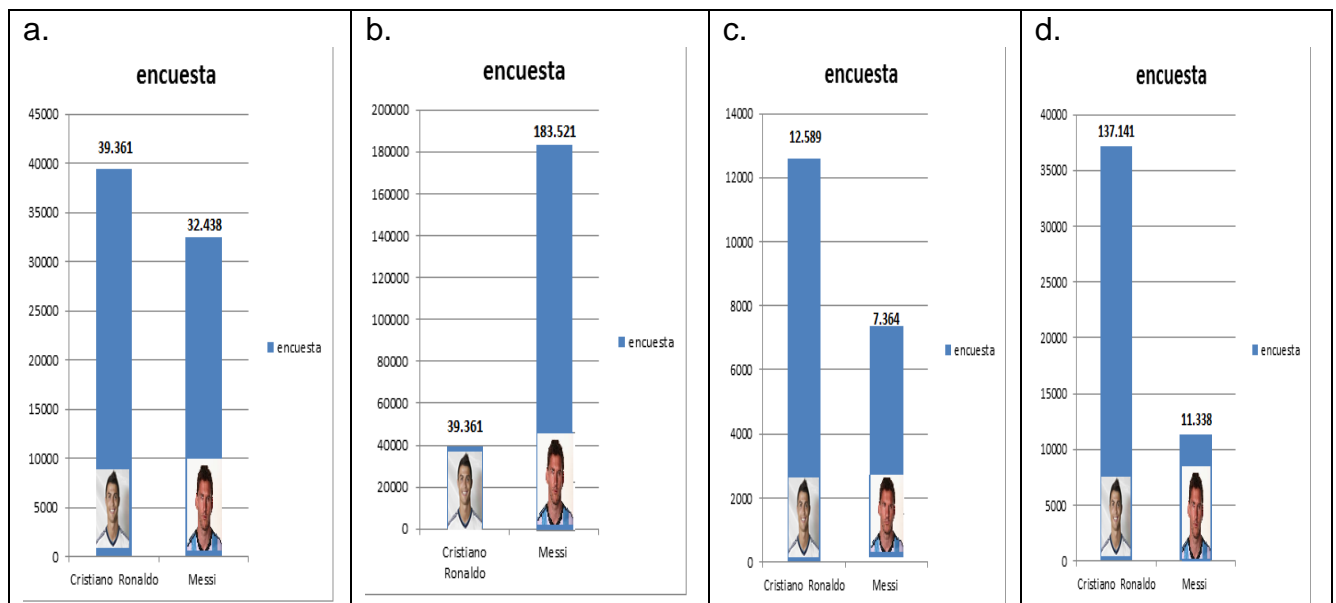 a.
encuesta
45000
39.361
40000
35000
32.438
30000
25000
20000
encuesta
15000
10000
5000
0
Cristiano Ronaldo Messi
b.
encuesta
200000
183.521
180000
160000
140000
120000
100000
encuesta
80000
60000
39.361
40000
20000
0
Cristiano Messi
Ronaldo
c.
encuesta
14000
12.589
12000
10000
8000
7.364
encuesta
6000
4000
2000
0
Cristiano Ronaldo Messi
d.
encuesta
40000
137.141
35000
30000
25000
20000
encuesta
15000
11.338
10000
5000
0
Cristiano Ronaldo Messi